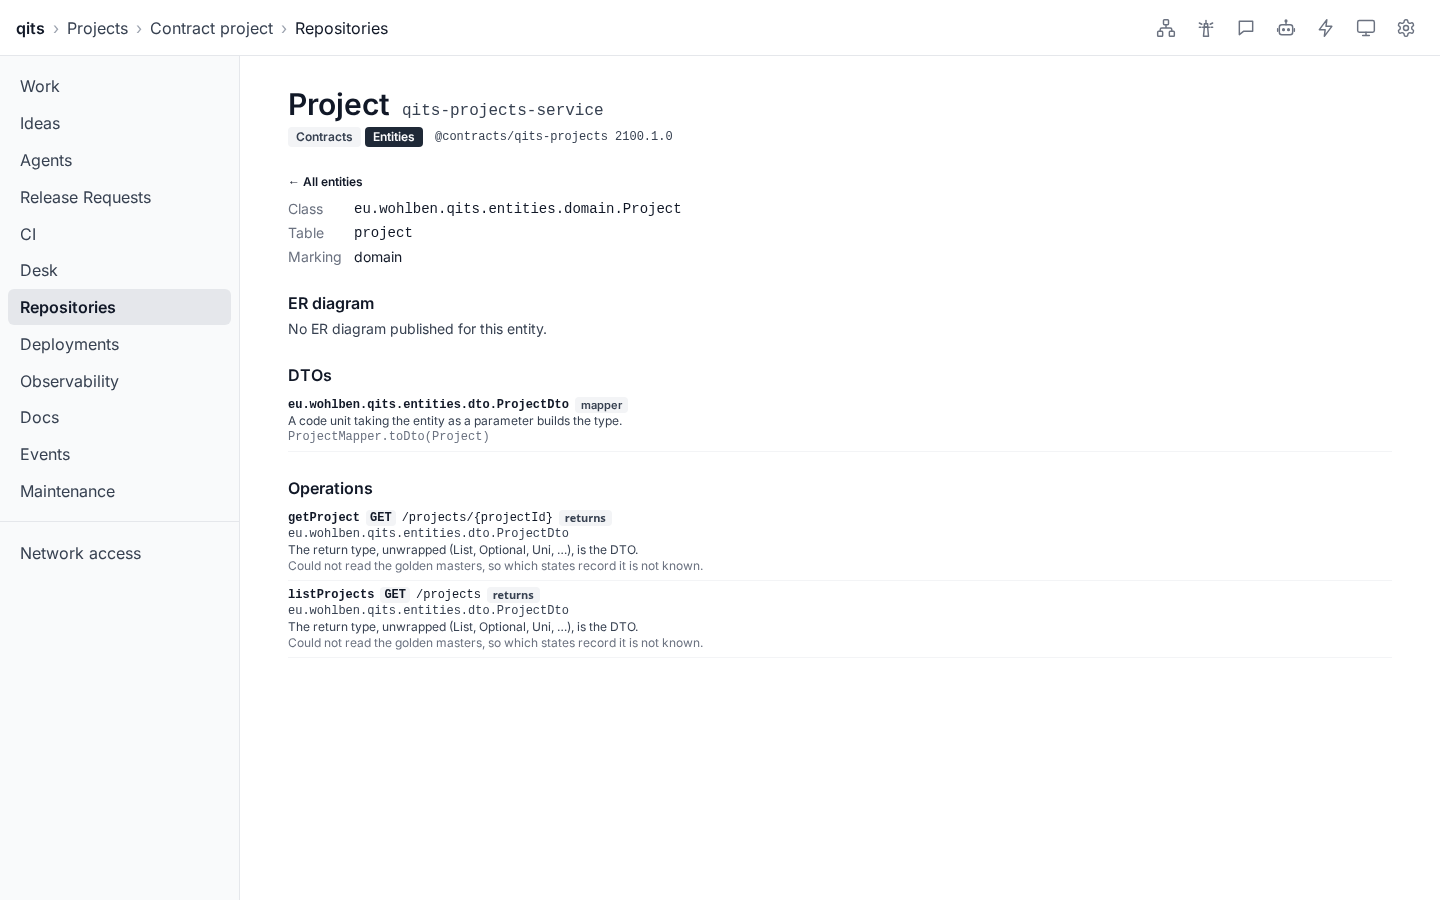 qits › Projects › Contract project › Repositories
Work
Ideas
Agents
Release Requests
CI
Desk
Repositories
Deployments
Observability
Docs
Events
Maintenance
Network access
Project qits-projects-service
Contracts Entities @contracts/qits-projects 2100.1.0
← All entities
Class eu.wohlben.qits.entities.domain.Project
Table project
Marking domain
ER diagram
No ER diagram published for this entity.
DTOs
eu.wohlben.qits.entities.dto.ProjectDto mapper
A code unit taking the entity as a parameter builds the type.
ProjectMapper.toDto(Project)
Operations
getProject GET /projects/{projectId} returns
eu.wohlben.qits.entities.dto.ProjectDto
The return type, unwrapped (List, Optional, Uni, …), is the DTO.
Could not read the golden masters, so which states record it is not known.
listProjects GET /projects returns
eu.wohlben.qits.entities.dto.ProjectDto
The return type, unwrapped (List, Optional, Uni, …), is the DTO.
Could not read the golden masters, so which states record it is not known.